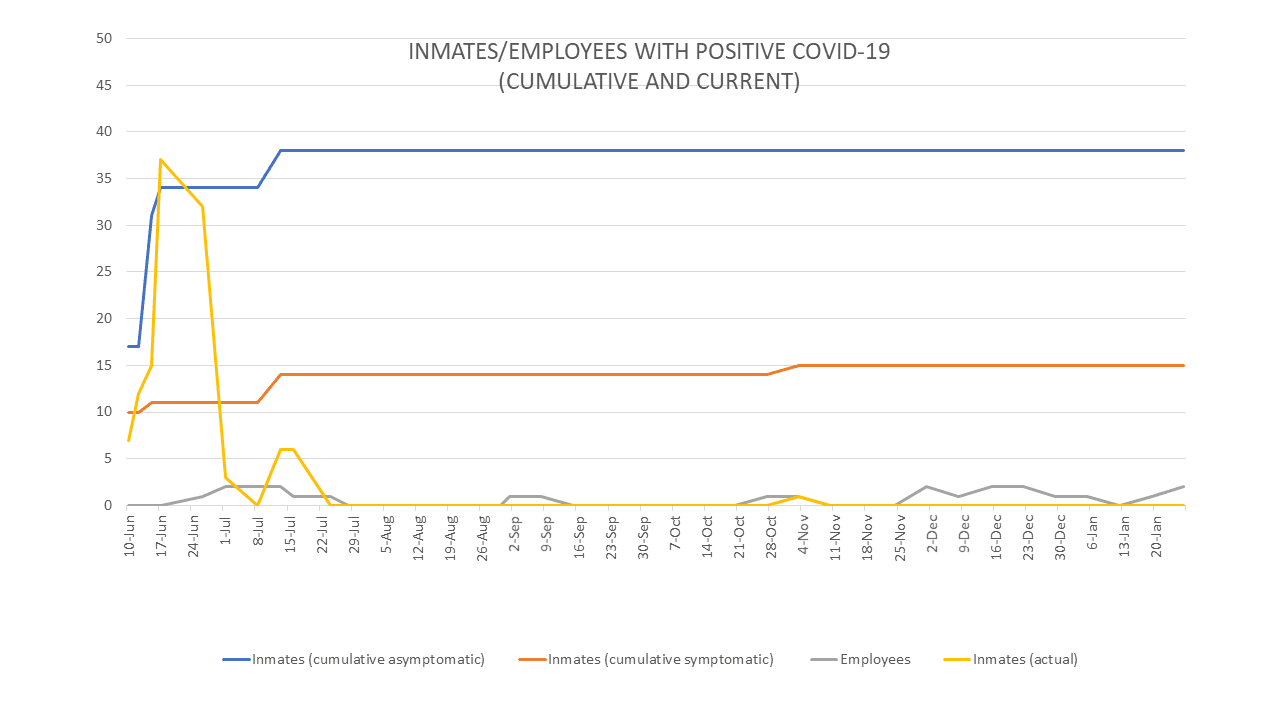 INMATES/EMPLOYEES WITH POSITIVE COVID-19
(CUMULATIVE AND CURRENT)
50
45
40
35
30
25
20
15
10
5
0
10-Jun
17-Jun
24-Jun
1-Jul
8-Jul
15-Jul
22-Jul
29-Jul
5-Aug
12-Aug
19-Aug
26-Aug
2-Sep
9-Sep
16-Sep
23-Sep
30-Sep
7-Oct
14-Oct
21-Oct
28-Oct
4-Nov
11-Nov
18-Nov
25-Nov
2-Dec
9-Dec
16-Dec
23-Dec
30-Dec
6-Jan
13-Jan
20-Jan
Inmates (cumulative asymptomatic)
Inmates (cumulative symptomatic)
Employees
Inmates (actual)